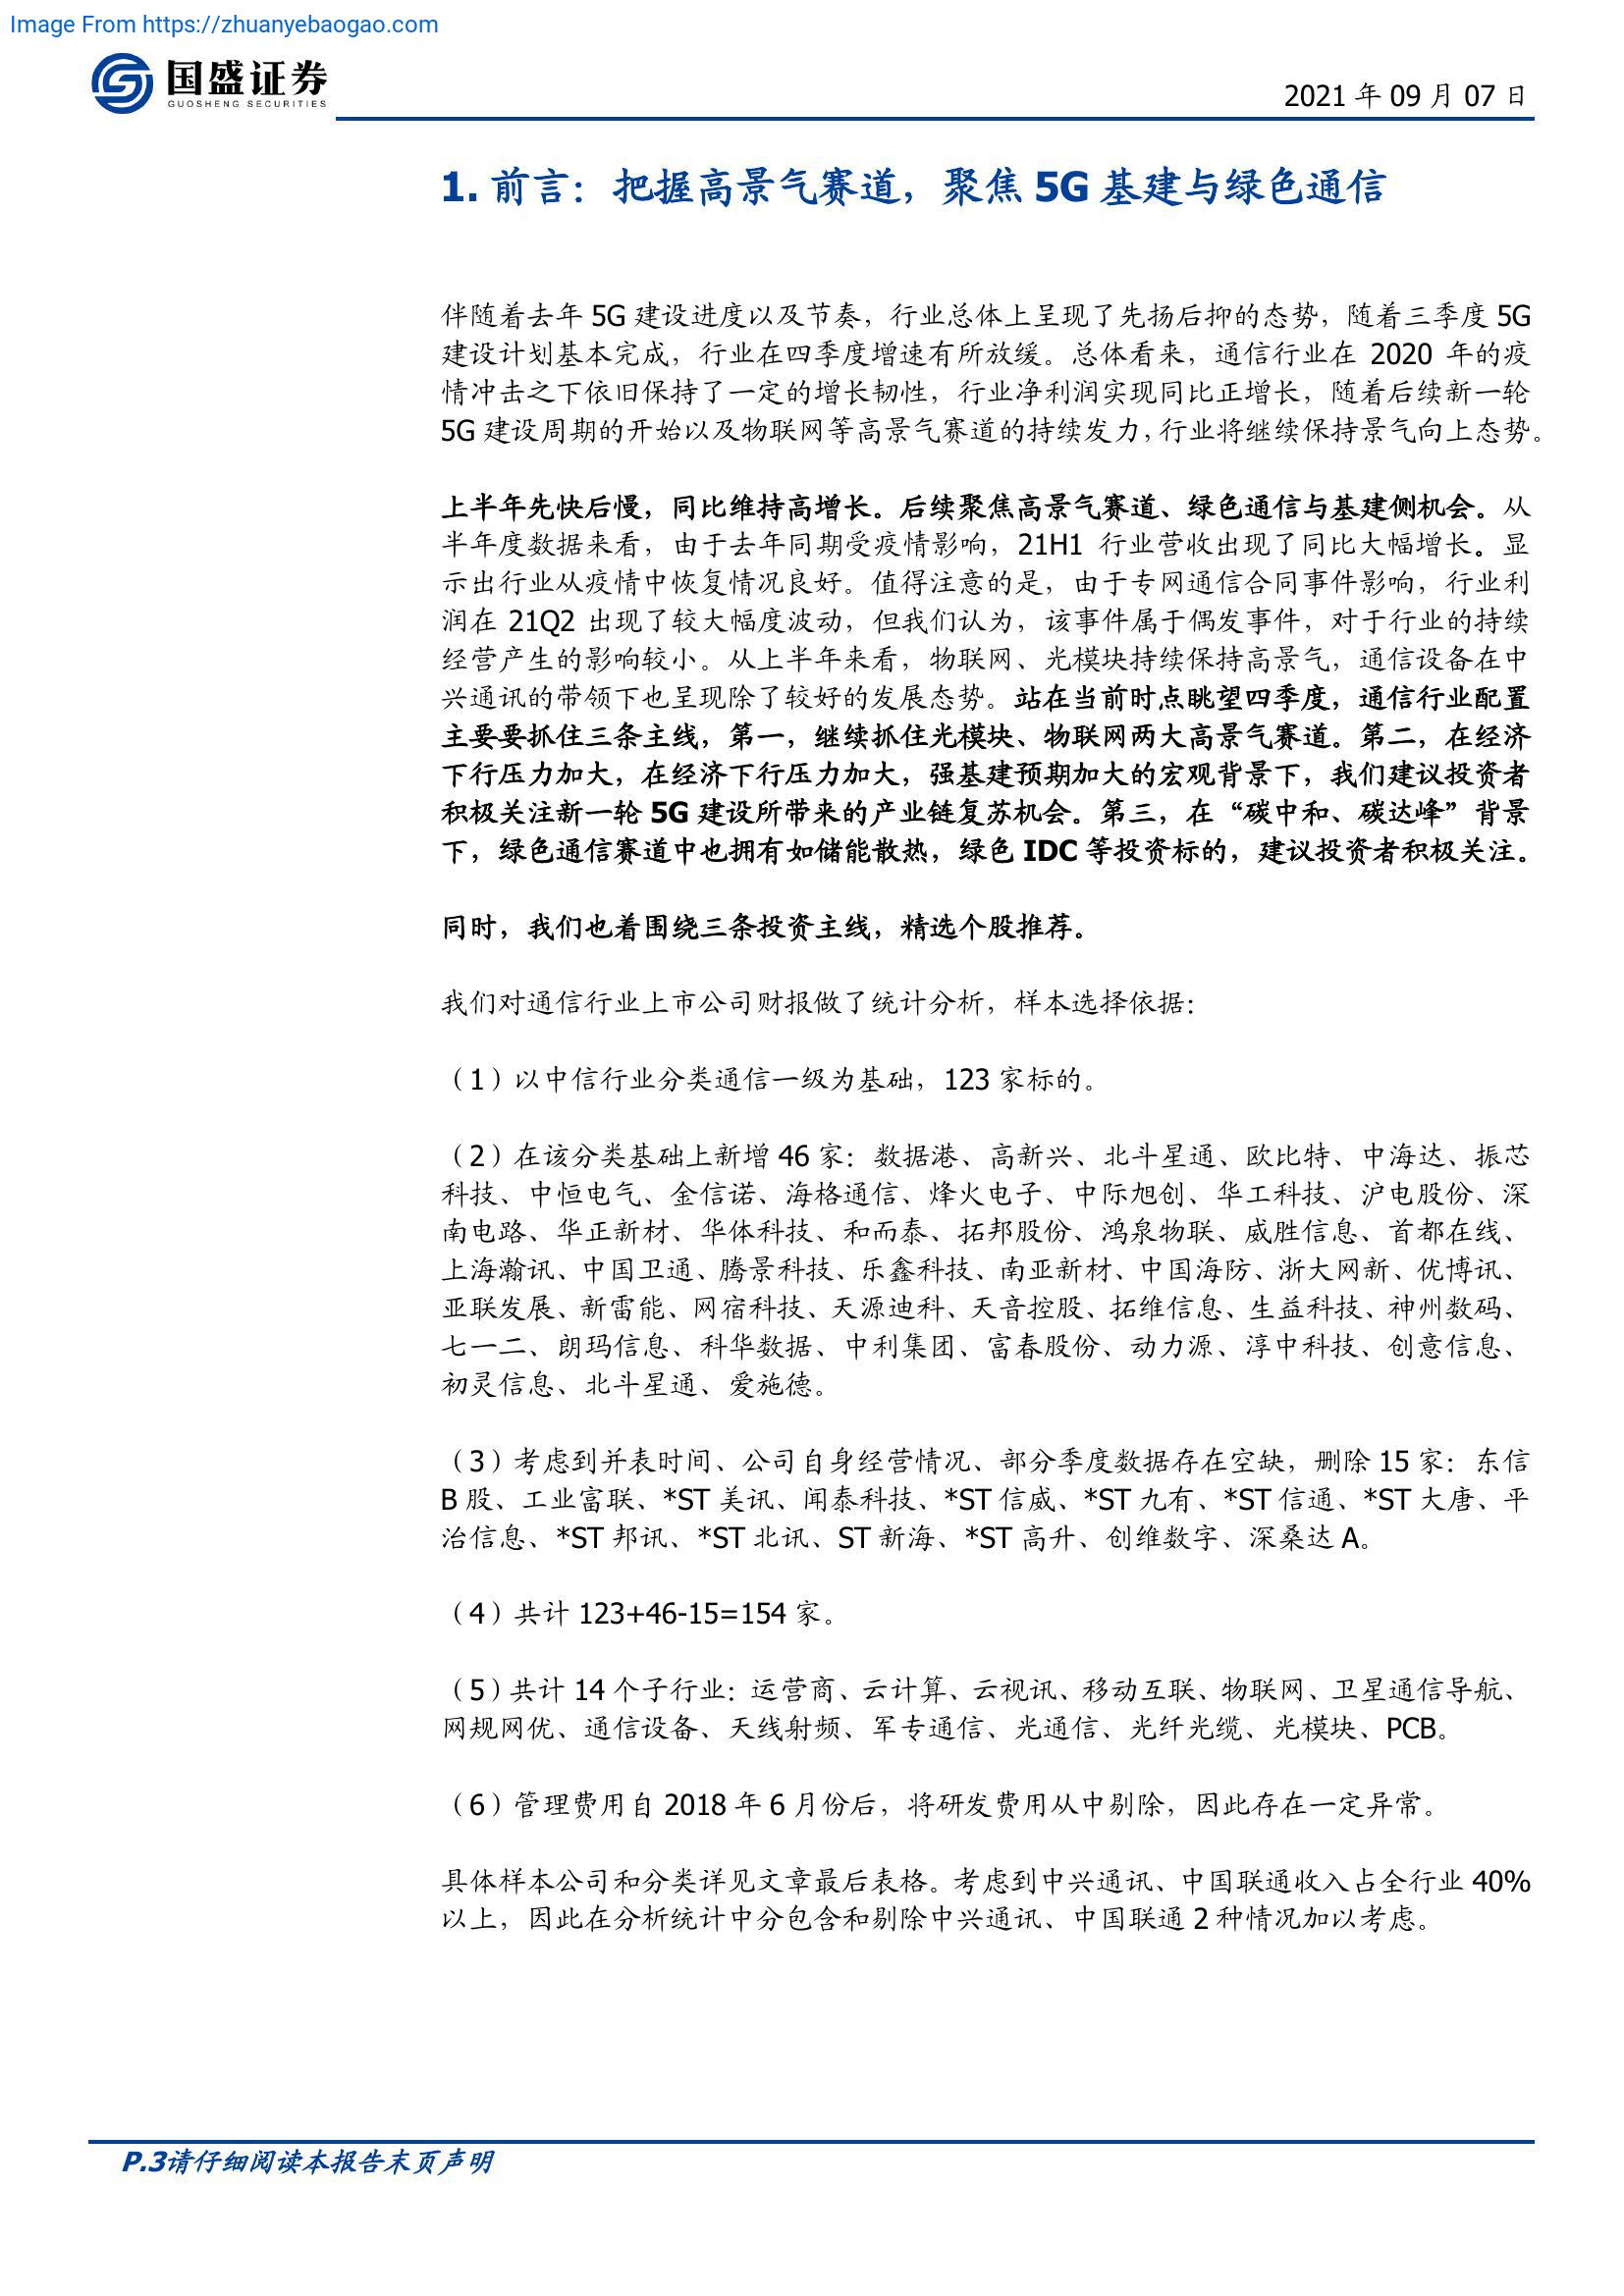 Image From https://zhuanyebaogao.com
国盛证券
GUOSHENG SECURITIES
2021 年 09 月 07 日
1. 前言：把握高景气赛道，聚焦 5G 基建与绿色通信
伴随着去年 5G 建设进度以及节奏，行业总体上呈现了先扬后抑的态势，随着三季度 5G
建设计划基本完成，行业在四季度增速有所放缓。总体看来，通信行业在 2020 年的疫
情冲击之下依旧保持了一定的增长韧性，行业净利润实现同比正增长，随着后续新一轮
5G 建设周期的开始以及物联网等高景气赛道的持续发力，行业将继续保持景气向上态势。
上半年先快后慢，同比维持高增长。后续聚焦高景气赛道、绿色通信与基建侧机会。从
半年度数据来看，由于去年同期受疫情影响，21H1 行业营收出现了同比大幅增长。显
示出行业从疫情中恢复情况良好。值得注意的是，由于专网通信合同事件影响，行业利
润在 21Q2 出现了较大幅度波动，但我们认为，该事件属于偶发事件，对于行业的持续
经营产生的影响较小。从上半年来看，物联网、光模块持续保持高景气，通信设备在中
兴通讯的带领下也呈现除了较好的发展态势。站在当前时点眺望四季度，通信行业配置
主要要抓住三条主线，第一，继续抓住光模块、物联网两大高景气赛道。第二，在经济
下行压力加大，在经济下行压力加大，强基建预期加大的宏观背景下，我们建议投资者
积极关注新一轮 5G 建设所带来的产业链复苏机会。第三，在“碳中和、碳达峰”背景
下，绿色通信赛道中也拥有如储能散热，绿色 IDC 等投资标的，建议投资者积极关注。
同时，我们也着围绕三条投资主线，精选个股推荐。
我们对通信行业上市公司财报做了统计分析，样本选择依据：
（1）以中信行业分类通信一级为基础，123 家标的。
（2）在该分类基础上新增 46 家：数据港、高新兴、北斗星通、欧比特、中海达、振芯
科技、中恒电气、金信诺、海格通信、烽火电子、中际旭创、华工科技、沪电股份、深
南电路、华正新材、华体科技、和而泰、拓邦股份、鸿泉物联、威胜信息、首都在线、
上海瀚讯、中国卫通、腾景科技、乐鑫科技、南亚新材、中国海防、浙大网新、优博讯、
亚联发展、新雷能、网宿科技、天源迪科、天音控股、拓维信息、生益科技、神州数码、
七一二、朗玛信息、科华数据、中利集团、富春股份、动力源、淳中科技、创意信息、
初灵信息、北斗星通、爱施德。
（3）考虑到并表时间、公司自身经营情况、部分季度数据存在空缺，删除 15 家：东信
B 股、工业富联、*ST 美讯、闻泰科技、*ST 信威、*ST 九有、*ST 信通、*ST 大唐、平
治信息、*ST 邦讯、*ST 北讯、ST 新海、*ST 高升、创维数字、深桑达 A。
（4）共计 123+46-15=154 家。
（5）共计 14 个子行业：运营商、云计算、云视讯、移动互联、物联网、卫星通信导航、
网规网优、通信设备、天线射频、军专通信、光通信、光纤光缆、光模块、PCB。
（6）管理费用自 2018 年 6 月份后，将研发费用从中剔除，因此存在一定异常。
具体样本公司和分类详见文章最后表格。考虑到中兴通讯、中国联通收入占全行业 40%
以上，因此在分析统计中分包含和剔除中兴通讯、中国联通 2 种情况加以考虑。
P.3请仔细阅读本报告末页声明